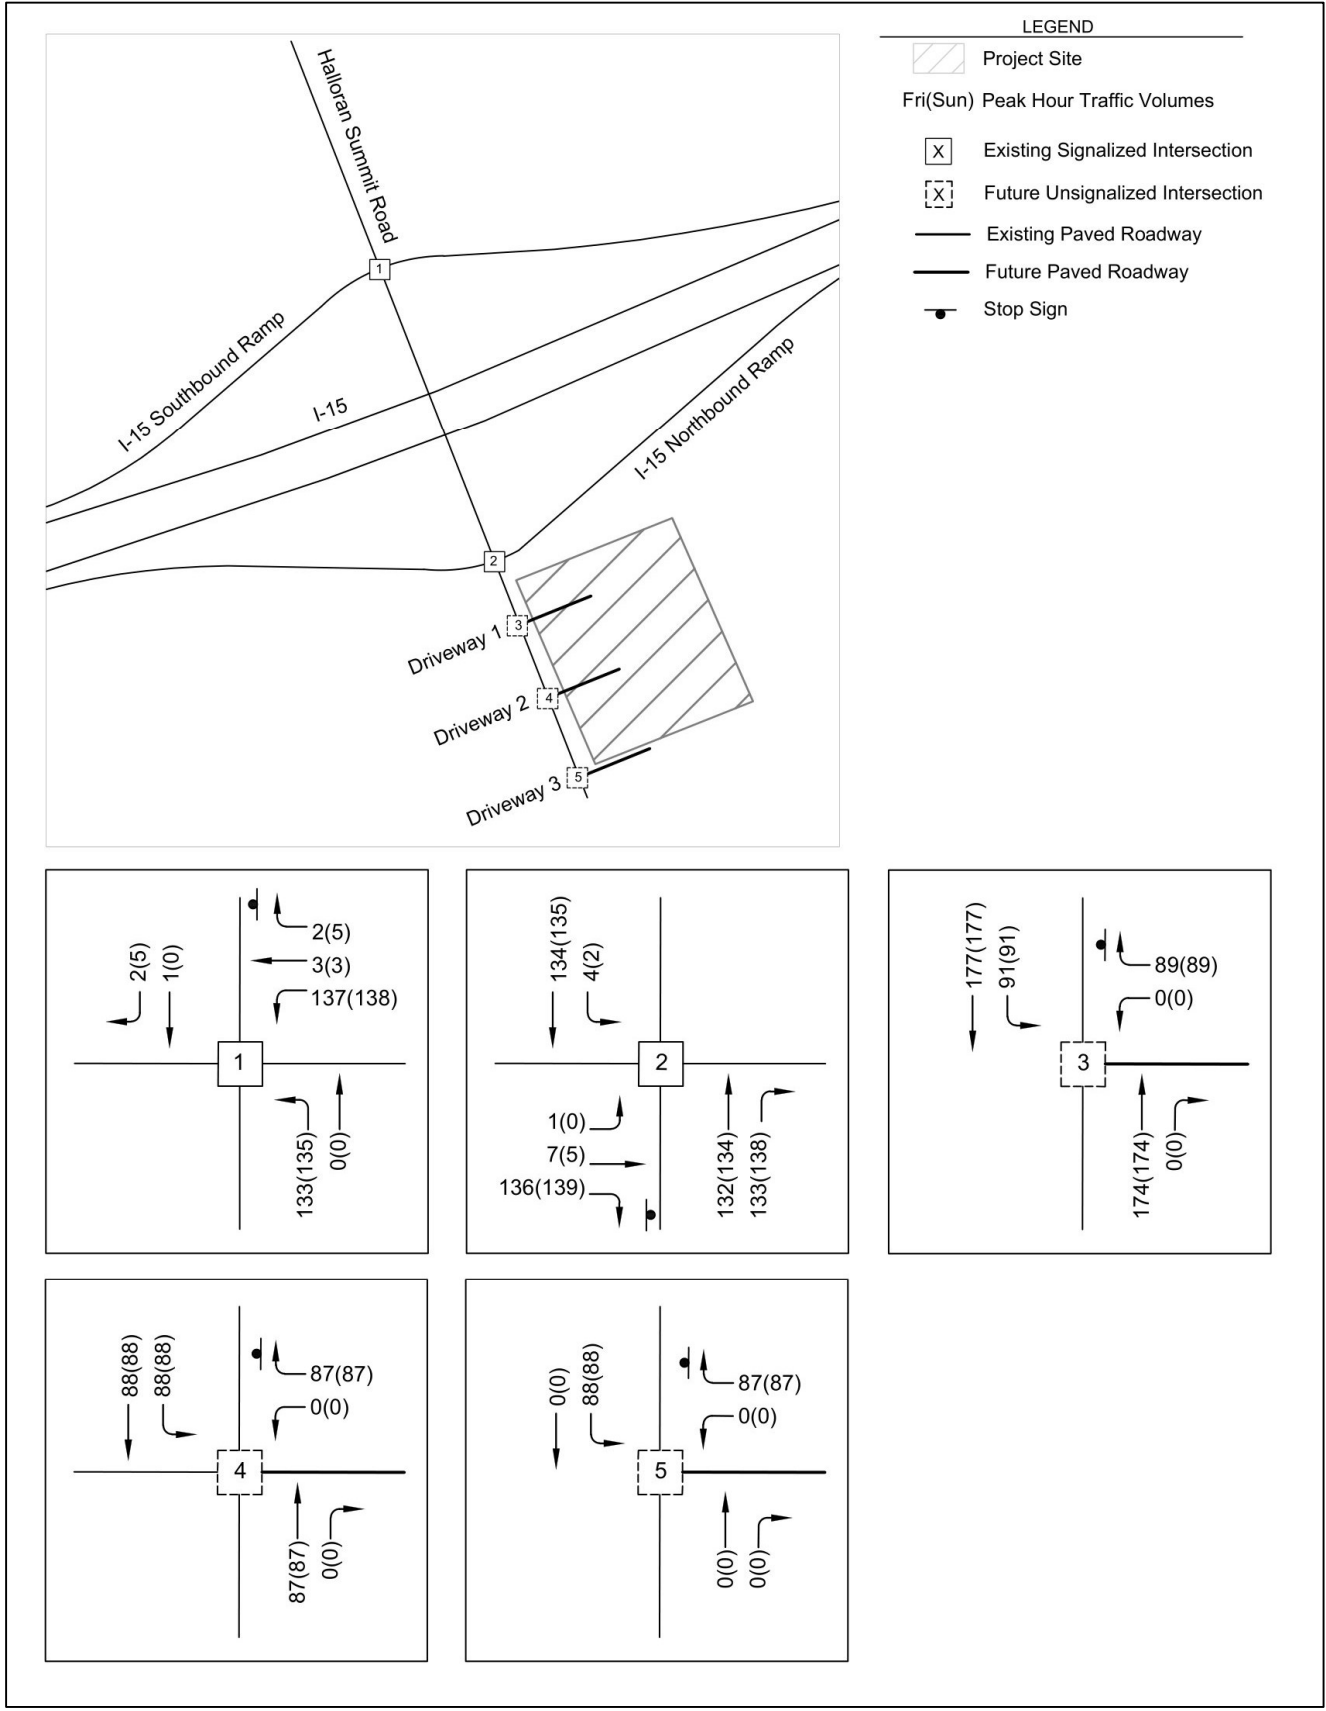 LEGEND
Project Site
Fri(Sun) Peak Hour Traffic Volumes
X Existing Signalized Intersection
X Future Unsignalized Intersection
Existing Paved Roadway
Future Paved Roadway
Stop Sign
Halloran Summit Road
1
I-15 Southbound Ramp
I-15
I-15 Northbound Ramp
2
3
Driveway 1
4
Driveway 2
5
Driveway 3
2(5)
1(0)
2(5)
3(3)
137(138)
1
133(135)
0(0)
134(135)
4(2)
2
1(0)
7(5)
136(139)
132(134)
133(138)
177(177)
91(91)
89(89)
0(0)
3
174(174)
0(0)
88(88)
88(88)
87(87)
0(0)
4
87(87)
0(0)
0(0)
88(88)
87(87)
0(0)
5
0(0)
0(0)